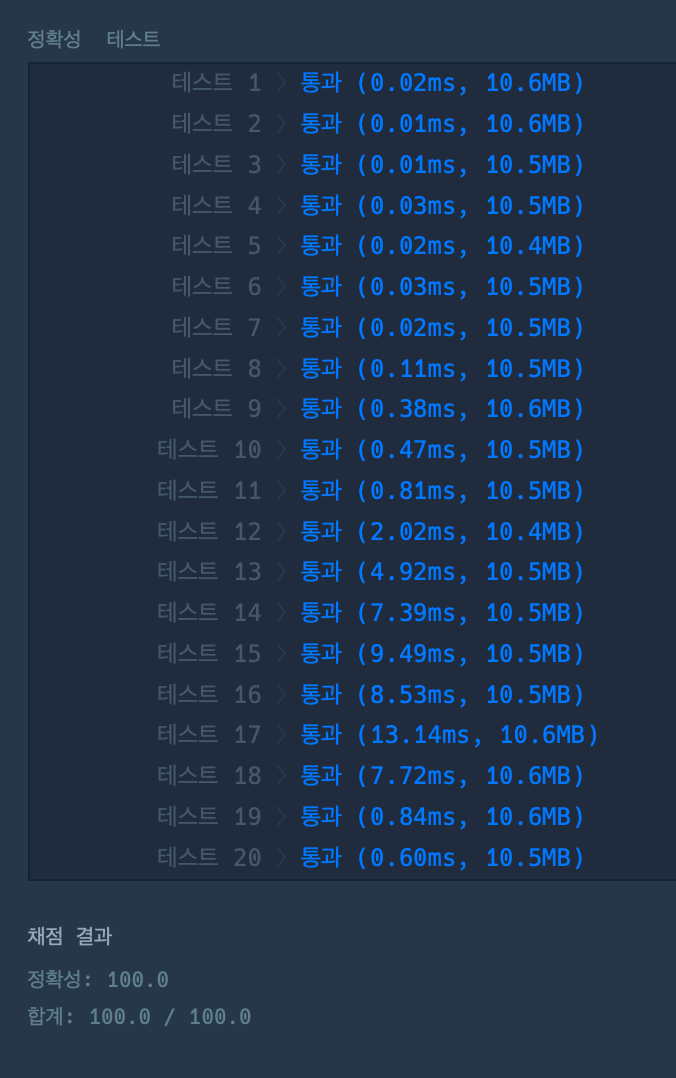 정확성 테스트
테스트 1 〉 통과 (0.02ms, 10.6MB)
테스트 2 〉 통과 (0.01ms, 10.6MB)
테스트 3 〉 통과 (0.01ms, 10.5MB)
테스트 4 〉 통과 (0.03ms, 10.5MB)
테스트 5 〉 통과 (0.02ms, 10.4MB)
테스트 6 〉 통과 (0.03ms, 10.5MB)
테스트 7 〉 통과 (0.02ms, 10.5MB)
테스트 8 〉 통과 (0.11ms, 10.5MB)
테스트 9 〉 통과 (0.38ms, 10.6MB)
테스트 10 〉 통과 (0.47ms, 10.5MB)
테스트 11 〉 통과 (0.81ms, 10.5MB)
테스트 12 〉 통과 (2.02ms, 10.4MB)
테스트 13 〉 통과 (4.92ms, 10.5MB)
테스트 14 〉 통과 (7.39ms, 10.5MB)
테스트 15 〉 통과 (9.49ms, 10.5MB)
테스트 16 〉 통과 (8.53ms, 10.5MB)
테스트 17 〉 통과 (13.14ms, 10.6MB)
테스트 18 〉 통과 (7.72ms, 10.6MB)
테스트 19 〉 통과 (0.84ms, 10.6MB)
테스트 20 〉 통과 (0.60ms, 10.5MB)
채점 결과
정확성: 100.0
합계: 100.0 / 100.0